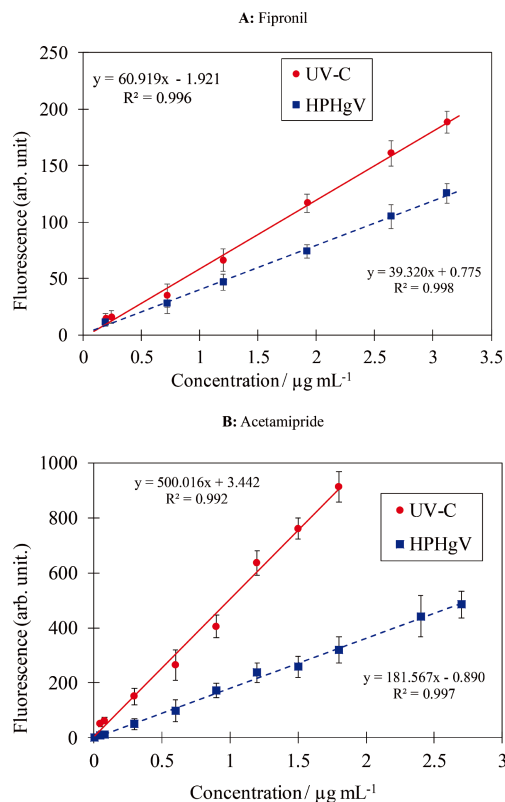 A: Fipronil
250
200
150
100
50
0
y = 60.919x - 1.921
R² = 0.996
UV-C
HPHgV
y = 39.320x + 0.775
R² = 0.998
Fluorescence (arb. unit)
0 0.5 1 1.5 2 2.5 3 3.5
Concentration / µg mL⁻¹
B: Acetamipride
1000
800
600
400
200
0
y = 500.016x + 3.442
R² = 0.992
UV-C
HPHgV
y = 181.567x - 0.890
R² = 0.997
Fluorescence (arb. unit.)
0 0.5 1 1.5 2 2.5 3
Concentration / µg mL⁻¹